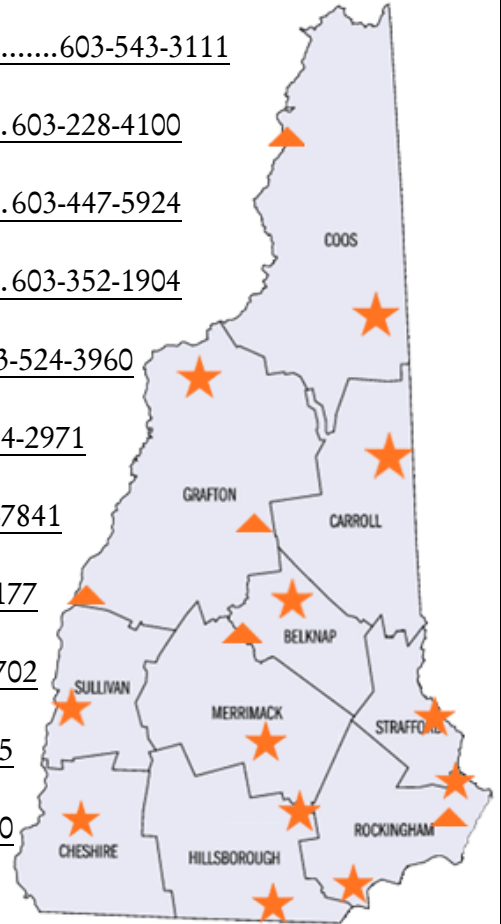 ........603-543-3111
.603-228-4100
COOS
.603-447-5924
.603-352-1904
3-524-3960
4-2971
GRAFTON
7841
CARROLL
177
BELKNAP
702
SULLIVAN
MERRIMACK
STRAFFORD
5
0
ROCKINGHAM
CHESHIRE
HILLSBOROUGH